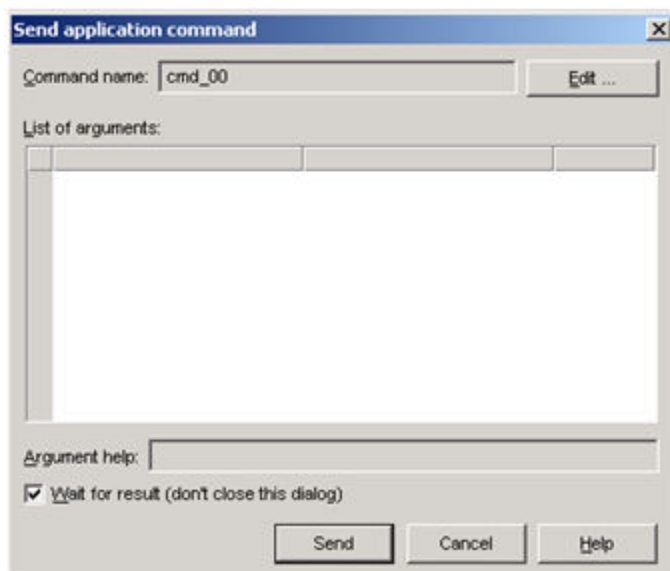 Send application command
Command name: cmd_00 Edit ...
List of arguments:
Argument help:
Wait for result (don't close this dialog)
Send Cancel Help